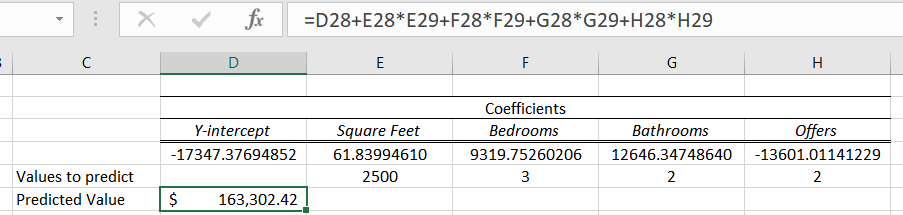 fx =D28+E28*E29+F28*F29+G28*G29+H28*H29
C D E F G H
Coefficients
Y-intercept Square Feet Bedrooms Bathrooms Offers
-17347.37694852 61.83994610 9319.75260206 12646.34748640 -13601.01141229
Values to predict 2500 3 2 2
Predicted Value $ 163,302.42